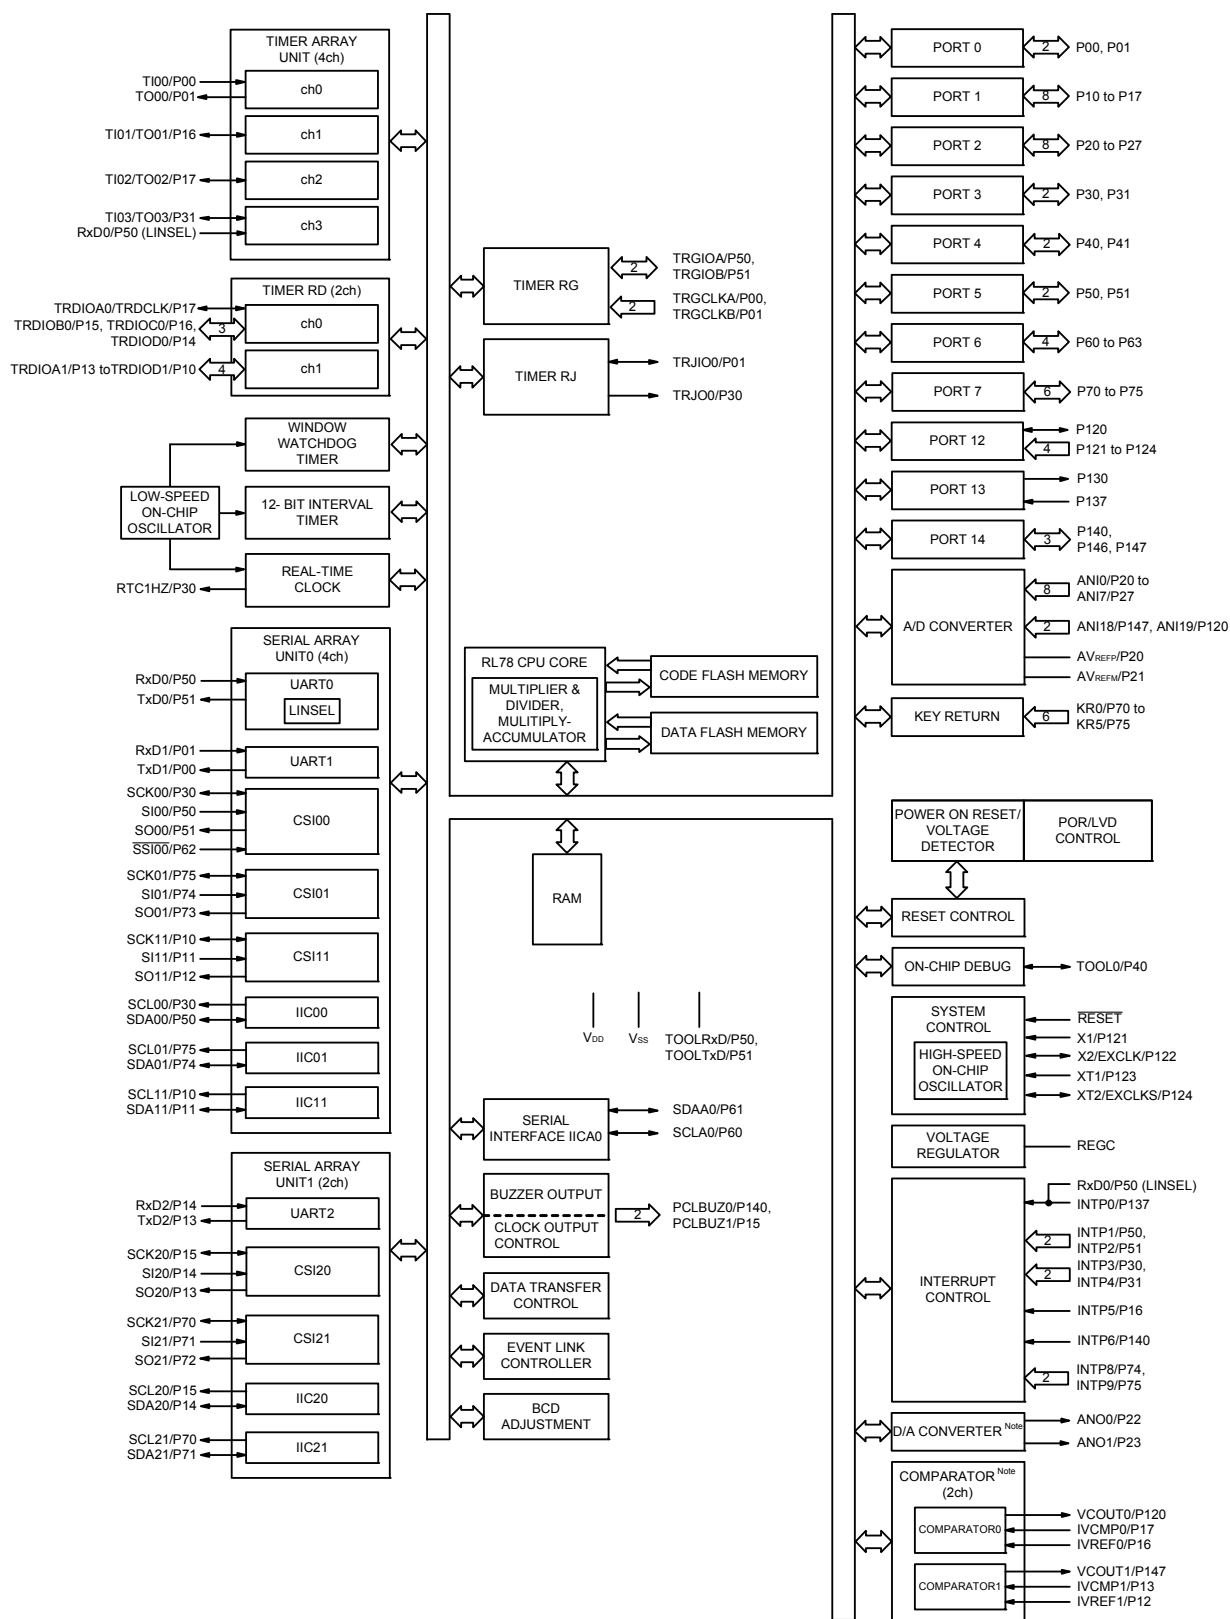 TIMER ARRAY
UNIT (4ch)
TI00/P00
TO00/P01
ch0
TI01/TO01/P16
ch1
TI02/TO02/P17
ch2
TI03/TO03/P31
RxD0/P50 (LINSEL)
ch3
TIMER RD (2ch)
TRDIOA0/TRDCLK/P17
TRDIOB0/P15, TRDIOC0/P16,
TRDIOD0/P14
3
ch0
TRDIOA1/P13 toTRDIOD1/P10
4
ch1
WINDOW
WATCHDOG
TIMER
LOW-SPEED
ON-CHIP
OSCILLATOR
12- BIT INTERVAL
TIMER
REAL-TIME
CLOCK
RTC1HZ/P30
SERIAL ARRAY
UNIT0 (4ch)
RxD0/P50
TxD0/P51
UART0
LINSEL
RxD1/P01
TxD1/P00
UART1
SCK00/P30
SI00/P50
SO00/P51
SSI00/P62
CSI00
SCK01/P75
SI01/P74
SO01/P73
CSI01
SCK11/P10
SI11/P11
SO11/P12
CSI11
SCL00/P30
SDA00/P50
IIC00
SCL01/P75
SDA01/P74
IIC01
SCL11/P10
SDA11/P11
IIC11
SERIAL ARRAY
UNIT1 (2ch)
RxD2/P14
TxD2/P13
UART2
SCK20/P15
SI20/P14
SO20/P13
CSI20
SCK21/P70
SI21/P71
SO21/P72
CSI21
SCL20/P15
SDA20/P14
IIC20
SCL21/P70
SDA21/P71
IIC21
TIMER RG
2
TRGIOA/P50,
TRGIOB/P51
2
TRGCLKA/P00,
TRGCLKB/P01
TIMER RJ
TRJIO0/P01
TRJO0/P30
RL78 CPU CORE
MULTIPLIER &
DIVIDER,
MULITIPLY-
ACCUMULATOR
CODE FLASH MEMORY
DATA FLASH MEMORY
RAM
VDD
VSS
TOOLRxD/P50,
TOOLTxD/P51
SERIAL
INTERFACE IICA0
SDAA0/P61
SCLA0/P60
BUZZER OUTPUT
CLOCK OUTPUT
CONTROL
2
PCLBUZ0/P140,
PCLBUZ1/P15
DATA TRANSFER
CONTROL
EVENT LINK
CONTROLLER
BCD
ADJUSTMENT
PORT 0
2
P00, P01
PORT 1
8
P10 to P17
PORT 2
8
P20 to P27
PORT 3
2
P30, P31
PORT 4
2
P40, P41
PORT 5
2
P50, P51
PORT 6
4
P60 to P63
PORT 7
6
P70 to P75
PORT 12
P120
4
P121 to P124
PORT 13
P130
P137
PORT 14
3
P140,
P146, P147
A/D CONVERTER
8
ANI0/P20 to
ANI7/P27
2
ANI18/P147, ANI19/P120
AVREFP/P20
AVREFM/P21
KEY RETURN
6
KR0/P70 to
KR5/P75
POWER ON RESET/
VOLTAGE
DETECTOR
POR/LVD
CONTROL
RESET CONTROL
ON-CHIP DEBUG
TOOL0/P40
SYSTEM
CONTROL
HIGH-SPEED
ON-CHIP
OSCILLATOR
RESET
X1/P121
X2/EXCLK/P122
XT1/P123
XT2/EXCLKS/P124
VOLTAGE
REGULATOR
REGC
INTERRUPT
CONTROL
RxD0/P50 (LINSEL)
INTP0/P137
2
INTP1/P50,
INTP2/P51
2
INTP3/P30,
INTP4/P31
INTP5/P16
INTP6/P140
2
INTP8/P74,
INTP9/P75
D/A CONVERTER Note
ANO0/P22
ANO1/P23
COMPARATOR Note
(2ch)
COMPARATOR0
VCOUT0/P120
IVCMP0/P17
IVREF0/P16
COMPARATOR1
VCOUT1/P147
IVCMP1/P13
IVREF1/P12